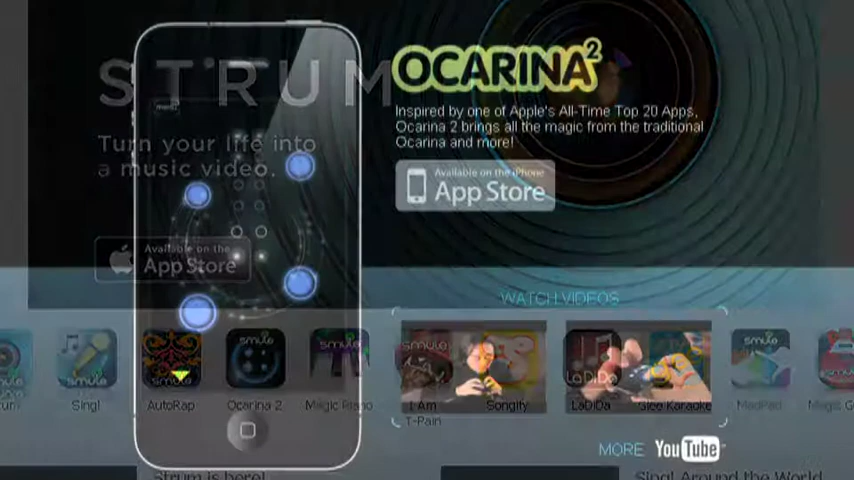 STRUM
OCARINA2
Inspired by one of Apple's All-Time Top 20 Apps,
Ocarina 2 brings all the magic from the traditional
Ocarina and more!
Turn your life into
a music video.
Available on the iPhone
App Store
Available on the
App Store
WATCH VIDEOS
smule
Sing!
AutoRap
Ocarina 2
Magic Piano
I Am
T-Pain
Songify
LaDiDa
Glee Karaoke
MadPad
Magic G
MORE YouTube
Strum is here!
Sing! Around the World